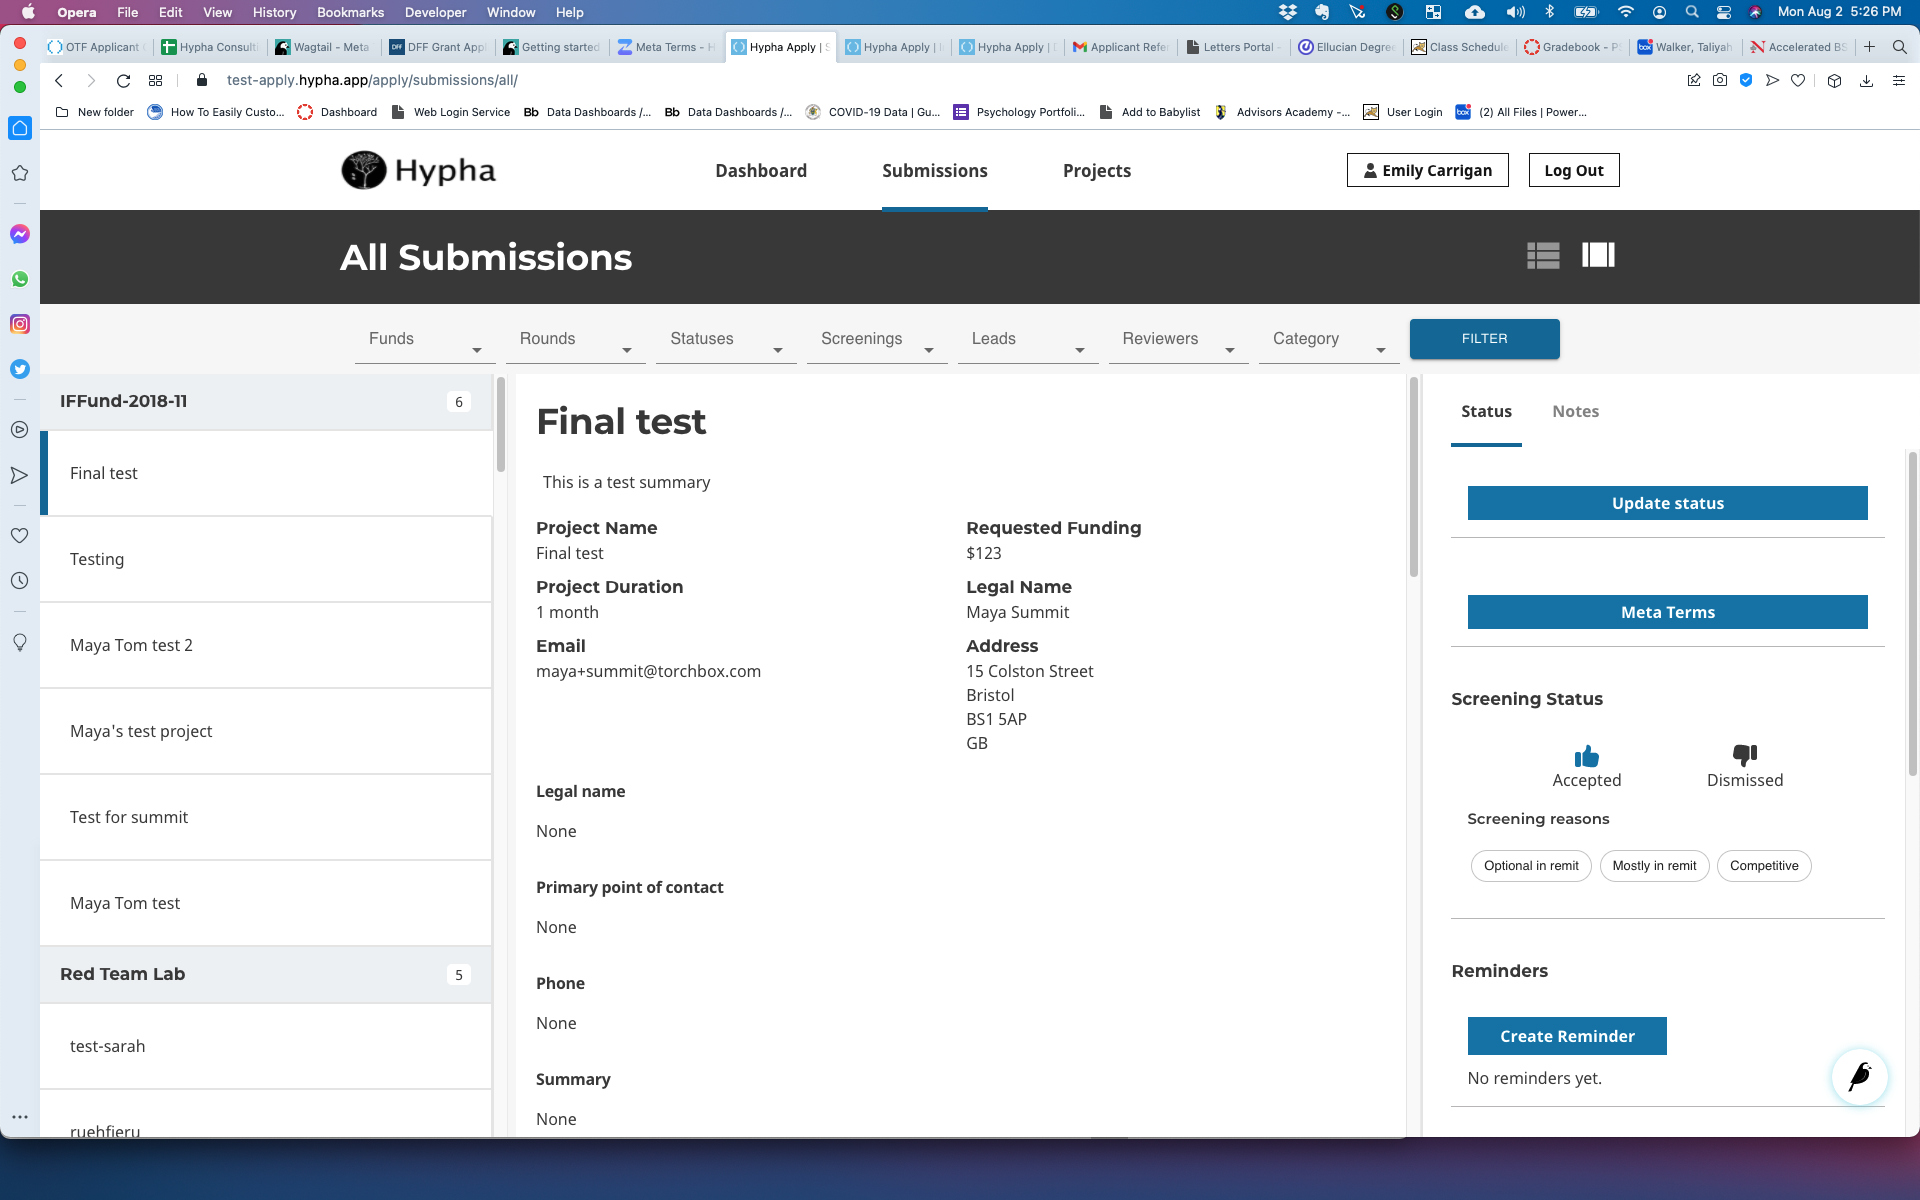 Opera File Edit View History Bookmarks Developer Window Help Mon Aug 2 5:26 PM
OTF Applicant Hypha Consulti Wagtail - Meta DFF Grant Appl Getting started Meta Terms - H Hypha Apply | S Hypha Apply | Hypha Apply | Applicant Refer Letters Portal - Ellucian Degree Class Schedule Gradebook - P Walker, Taliyah Accelerated BS
test-apply.hypha.app/apply/submissions/all/
New folder How To Easily Custo... Dashboard Web Login Service Bb Data Dashboards /... Bb Data Dashboards /... COVID-19 Data | Gu... Psychology Portfoli... Add to Babylist Advisors Academy -... User Login box (2) All Files | Power...
Hypha Dashboard Submissions Projects Emily Carrigan Log Out
All Submissions
Funds Rounds Statuses Screenings Leads Reviewers Category FILTER
IFFund-2018-11 6
Final test
Testing
Maya Tom test 2
Maya's test project
Test for summit
Maya Tom test
Red Team Lab 5
test-sarah
ruehfieru
Final test
This is a test summary
Project Name
Final test
Requested Funding
$123
Project Duration
1 month
Legal Name
Maya Summit
Email
maya+summit@torchbox.com
Address
15 Colston Street
Bristol
BS1 5AP
GB
Legal name
None
Primary point of contact
None
Phone
None
Summary
None
Status Notes
Update status
Meta Terms
Screening Status
Accepted Dismissed
Screening reasons
Optional in remit Mostly in remit Competitive
Reminders
Create Reminder
No reminders yet.